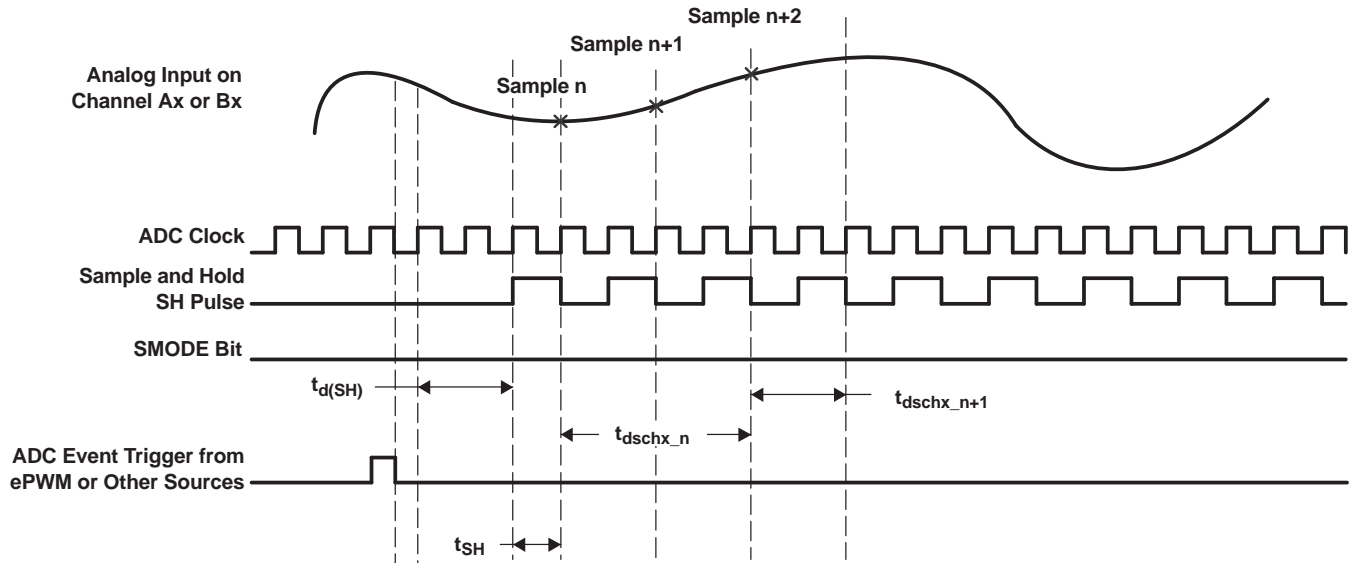 Sample n+2
Sample n+1
Analog Input on
Channel Ax or Bx
Sample n
ADC Clock
Sample and Hold
SH Pulse
SMODE Bit
td(SH)
tdschx_n+1
tdschx_n
ADC Event Trigger from
ePWM or Other Sources
tSH